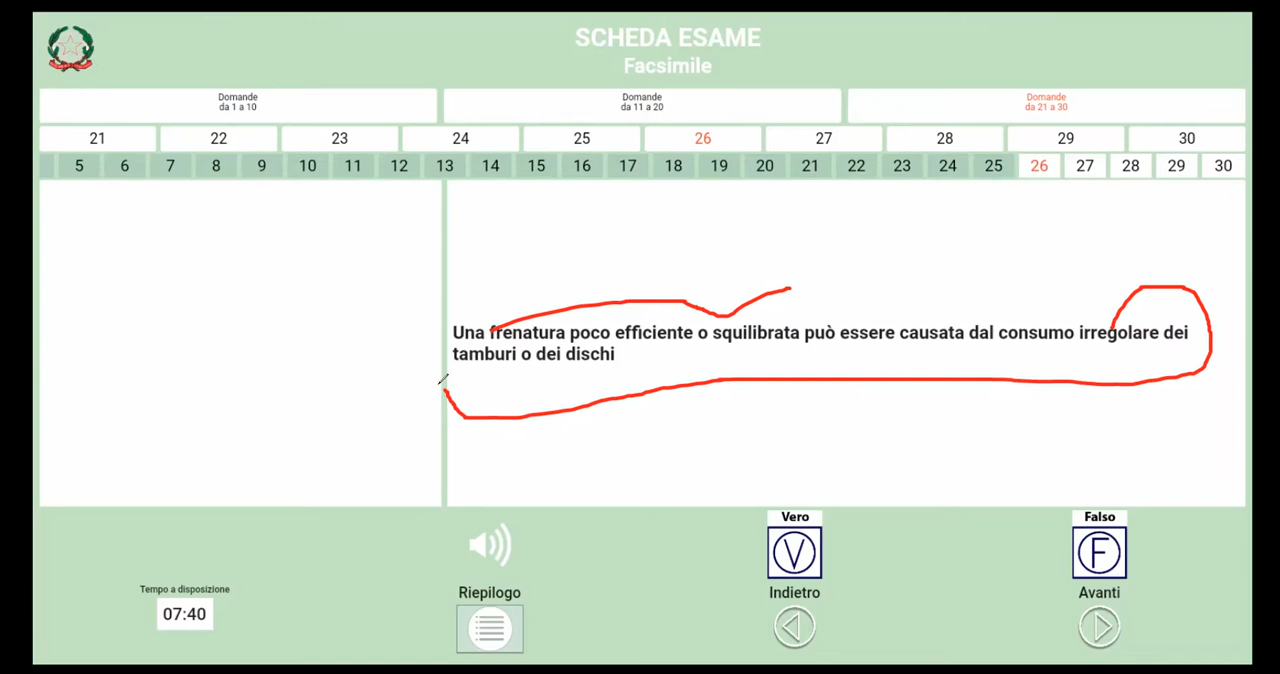 SCHEDA ESAME
Facsimile
Domande
da 1 a 10
Domande
da 11 a 20
Domande
da 21 a 30
21 22 23 24 25 26 27 28 29 30
5 6 7 8 9 10 11 12 13 14 15 16 17 18 19 20 21 22 23 24 25 26 27 28 29 30
Una frenatura poco efficiente o squilibrata può essere causata dal consumo irregolare dei
tamburi o dei dischi
Vero
Falso
V
F
Tempo a disposizione
07:40
Riepilogo
Indietro
Avanti